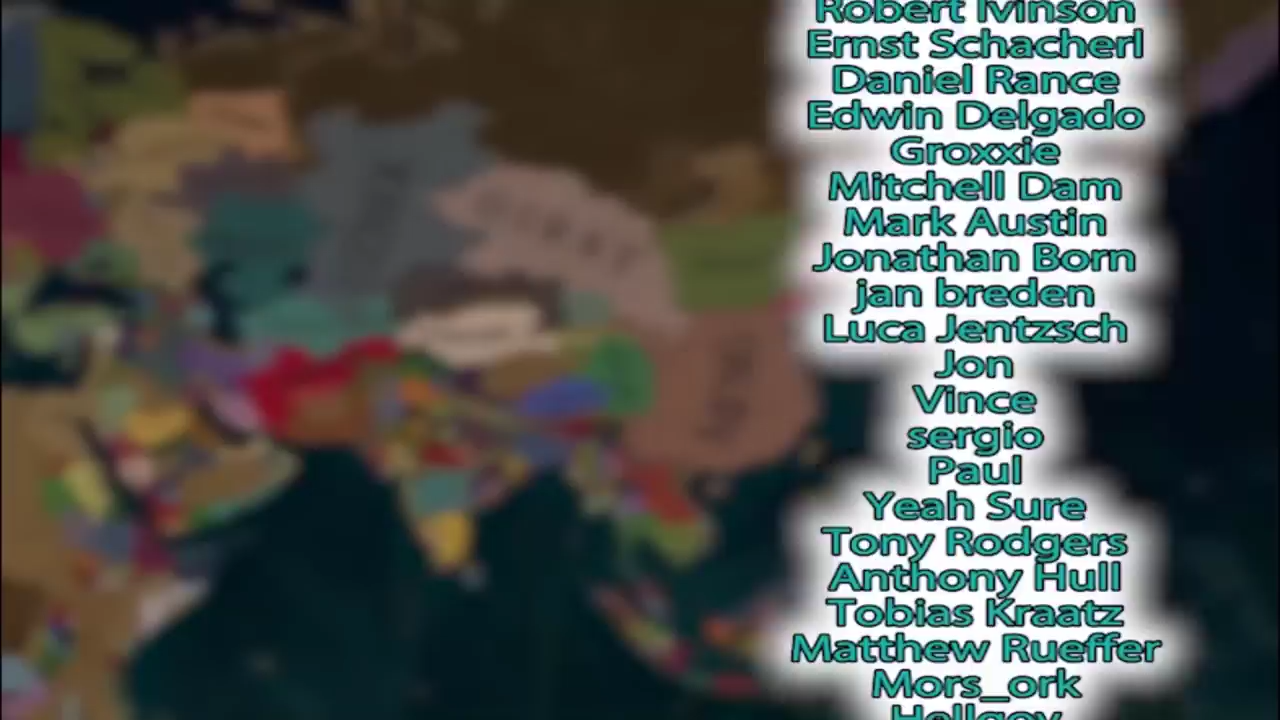 Robert Ivinson
Ernst Schacherl
Daniel Rance
Edwin Delgado
Groxxie
Mitchell Dam
Mark Austin
Jonathan Born
jan breden
Luca Jentzsch
Jon
Vince
sergio
Paul
Yeah Sure
Tony Rodgers
Anthony Hull
Tobias Kraatz
Matthew Rueffer
Mors_ork